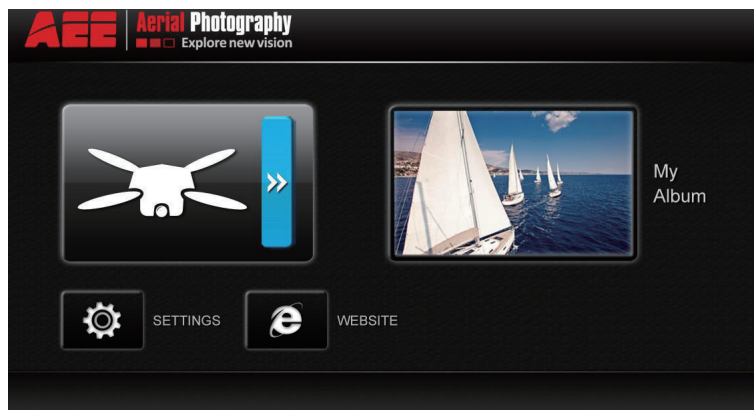 AEE
Aerial Photography
Explore new vision
My
Album
SETTINGS
WEBSITE